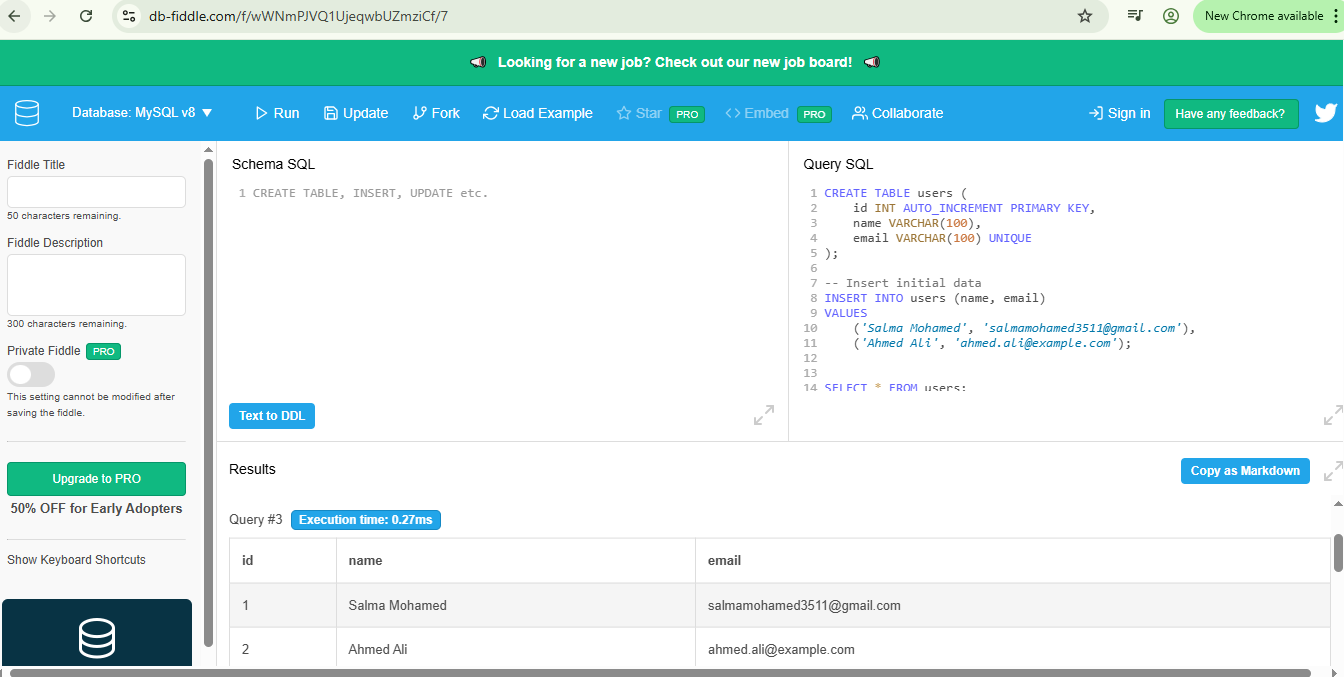 db-fiddle.com/f/wWNmPJVQ1UjeqwbUZmziCf/7
New Chrome available
Looking for a new job? Check out our new job board!
Database: MySQL v8 ▼
Run
Update
Fork
Load Example
Star PRO
Embed PRO
Collaborate
Sign in
Have any feedback?
Fiddle Title
50 characters remaining.
Fiddle Description
300 characters remaining.
Private Fiddle PRO
This setting cannot be modified after
saving the fiddle.
Upgrade to PRO
50% OFF for Early Adopters
Show Keyboard Shortcuts
Schema SQL
1 CREATE TABLE, INSERT, UPDATE etc.
Text to DDL
Query SQL
1 CREATE TABLE users (
2 id INT AUTO_INCREMENT PRIMARY KEY,
3 name VARCHAR(100),
4 email VARCHAR(100) UNIQUE
5 );
6
7 -- Insert initial data
8 INSERT INTO users (name, email)
9 VALUES
10 ('Salma Mohamed', 'salmamohamed3511@gmail.com'),
11 ('Ahmed Ali', 'ahmed.ali@example.com');
12
13
14 SELECT * FROM users;
Results
Copy as Markdown
Query #3 Execution time: 0.27ms
id name email
1 Salma Mohamed salmamohamed3511@gmail.com
2 Ahmed Ali ahmed.ali@example.com